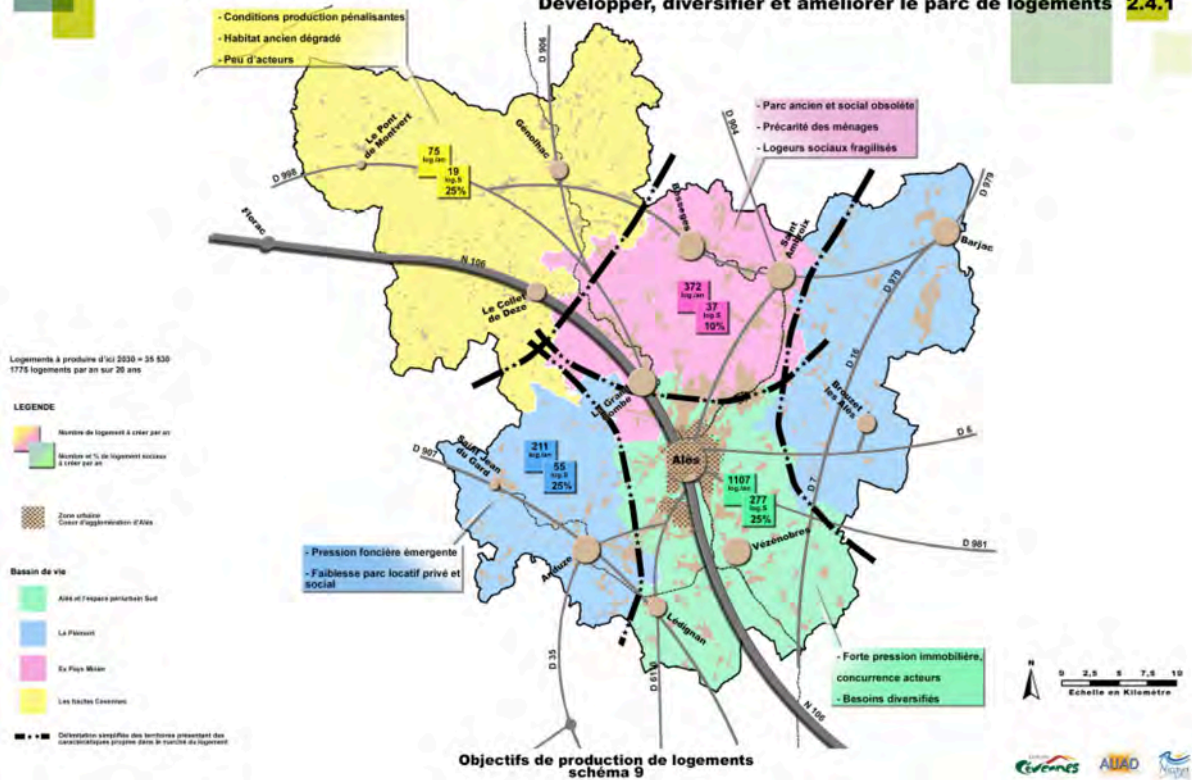 Développer, diversifier et améliorer le parc de logements 2.4.1
- Conditions production pénalisantes
- Habitat ancien dégradé
- Peu d'acteurs
- Parc ancien et social obsolète
- Précarité des ménages
- Logeurs sociaux fragilisés
D 906
D 904
D 979
Le Pont
de Montvert
Génolhac
D 998
75
log./an
19
log.S
25%
Florac
N 106
Besseges
Saint
Ambroix
Barjac
D 979
Le Collet
de Deze
372
log./an
37
log.S
10%
D 16
Brouzet
les Alès
D 6
La Grand
Combe
Alès
Logements à produire d'ici 2030 = 35 530
1775 logements par an sur 20 ans
LEGENDE
Nombre de logement à créer par an
Nombre et % de logement sociaux
à créer par an
Zone urbaine
Coeur d'agglomération d'Alès
Bassin de vie
Alès et l'espace périurbain Sud
Le Piémont
Ex Pays Minier
Les hautes Cevennes
Délimitation simplifiée des territoires présentant des
caractéristiques propres dans le marché du logement
D 907
Saint Jean
du Gard
211
log./an
55
log.S
25%
1107
log./an
277
log.S
25%
D 7
D 981
Vézénobres
Anduze
- Pression foncière émergente
- Faiblesse parc locatif privé et
social
Lédignan
D 35
D 6110
N 106
- Forte pression immobilière,
concurrence acteurs
- Besoins diversifiés
N
0 2,5 5 7,5 10
Echelle en Kilomètre
Objectifs de production de logements
schéma 9
Cévennes
AUAD